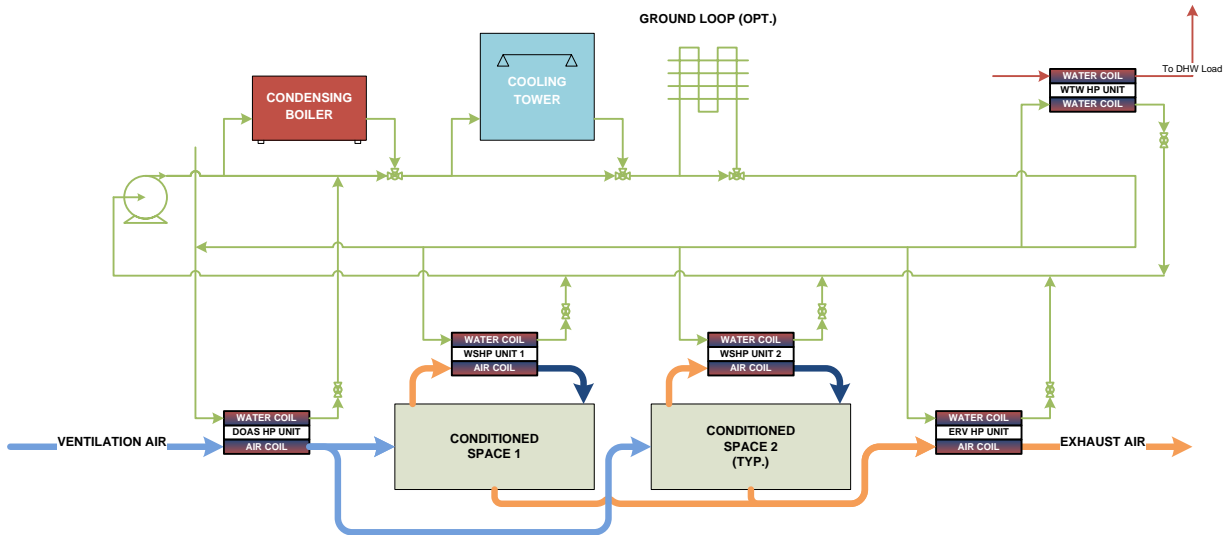 GROUND LOOP (OPT.)
COOLING
TOWER
CONDENSING
BOILER
To DHW Load
WATER COIL
WTW HP UNIT
WATER COIL
WATER COIL
WSHP UNIT 1
AIR COIL
WATER COIL
WSHP UNIT 2
AIR COIL
VENTILATION AIR
WATER COIL
DOAS HP UNIT
AIR COIL
CONDITIONED
SPACE 1
CONDITIONED
SPACE 2
(TYP.)
WATER COIL
ERV HP UNIT
AIR COIL
EXHAUST AIR